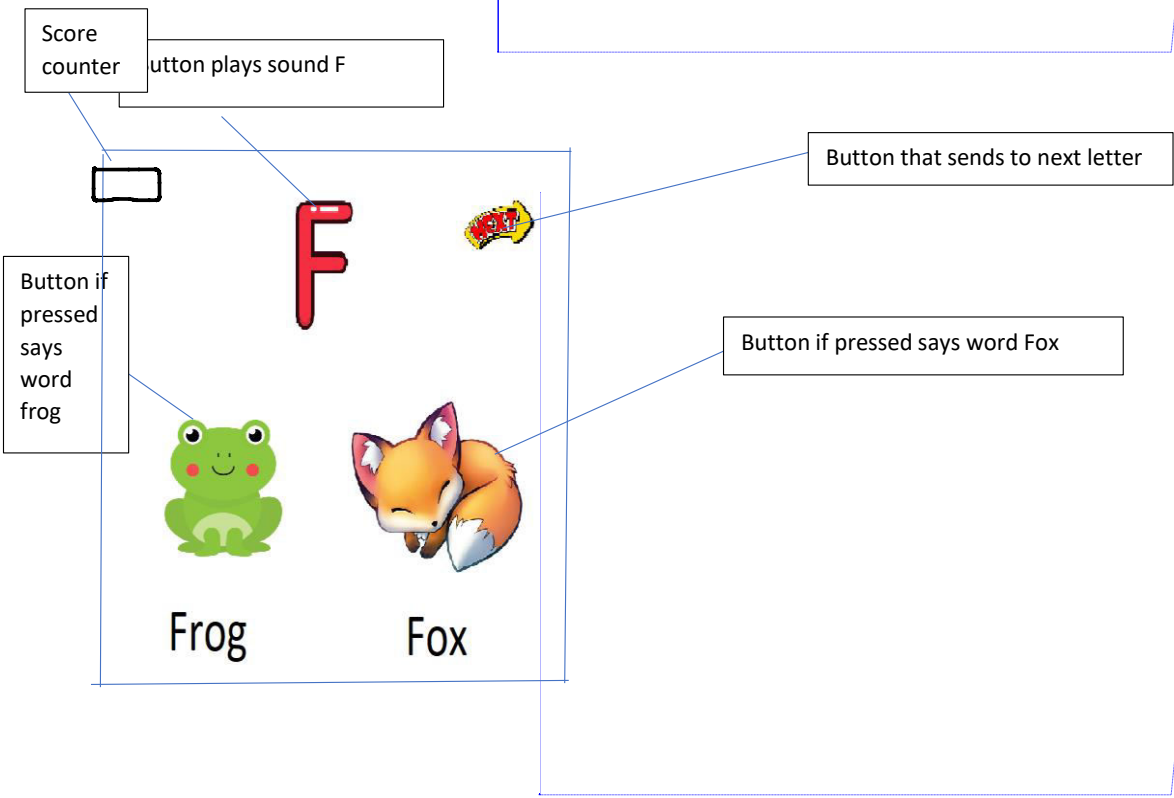 Score
counter
utton plays sound F
Button that sends to next letter
F
NEXT
Button if
pressed
says
word
frog
Button if pressed says word Fox
Frog
Fox